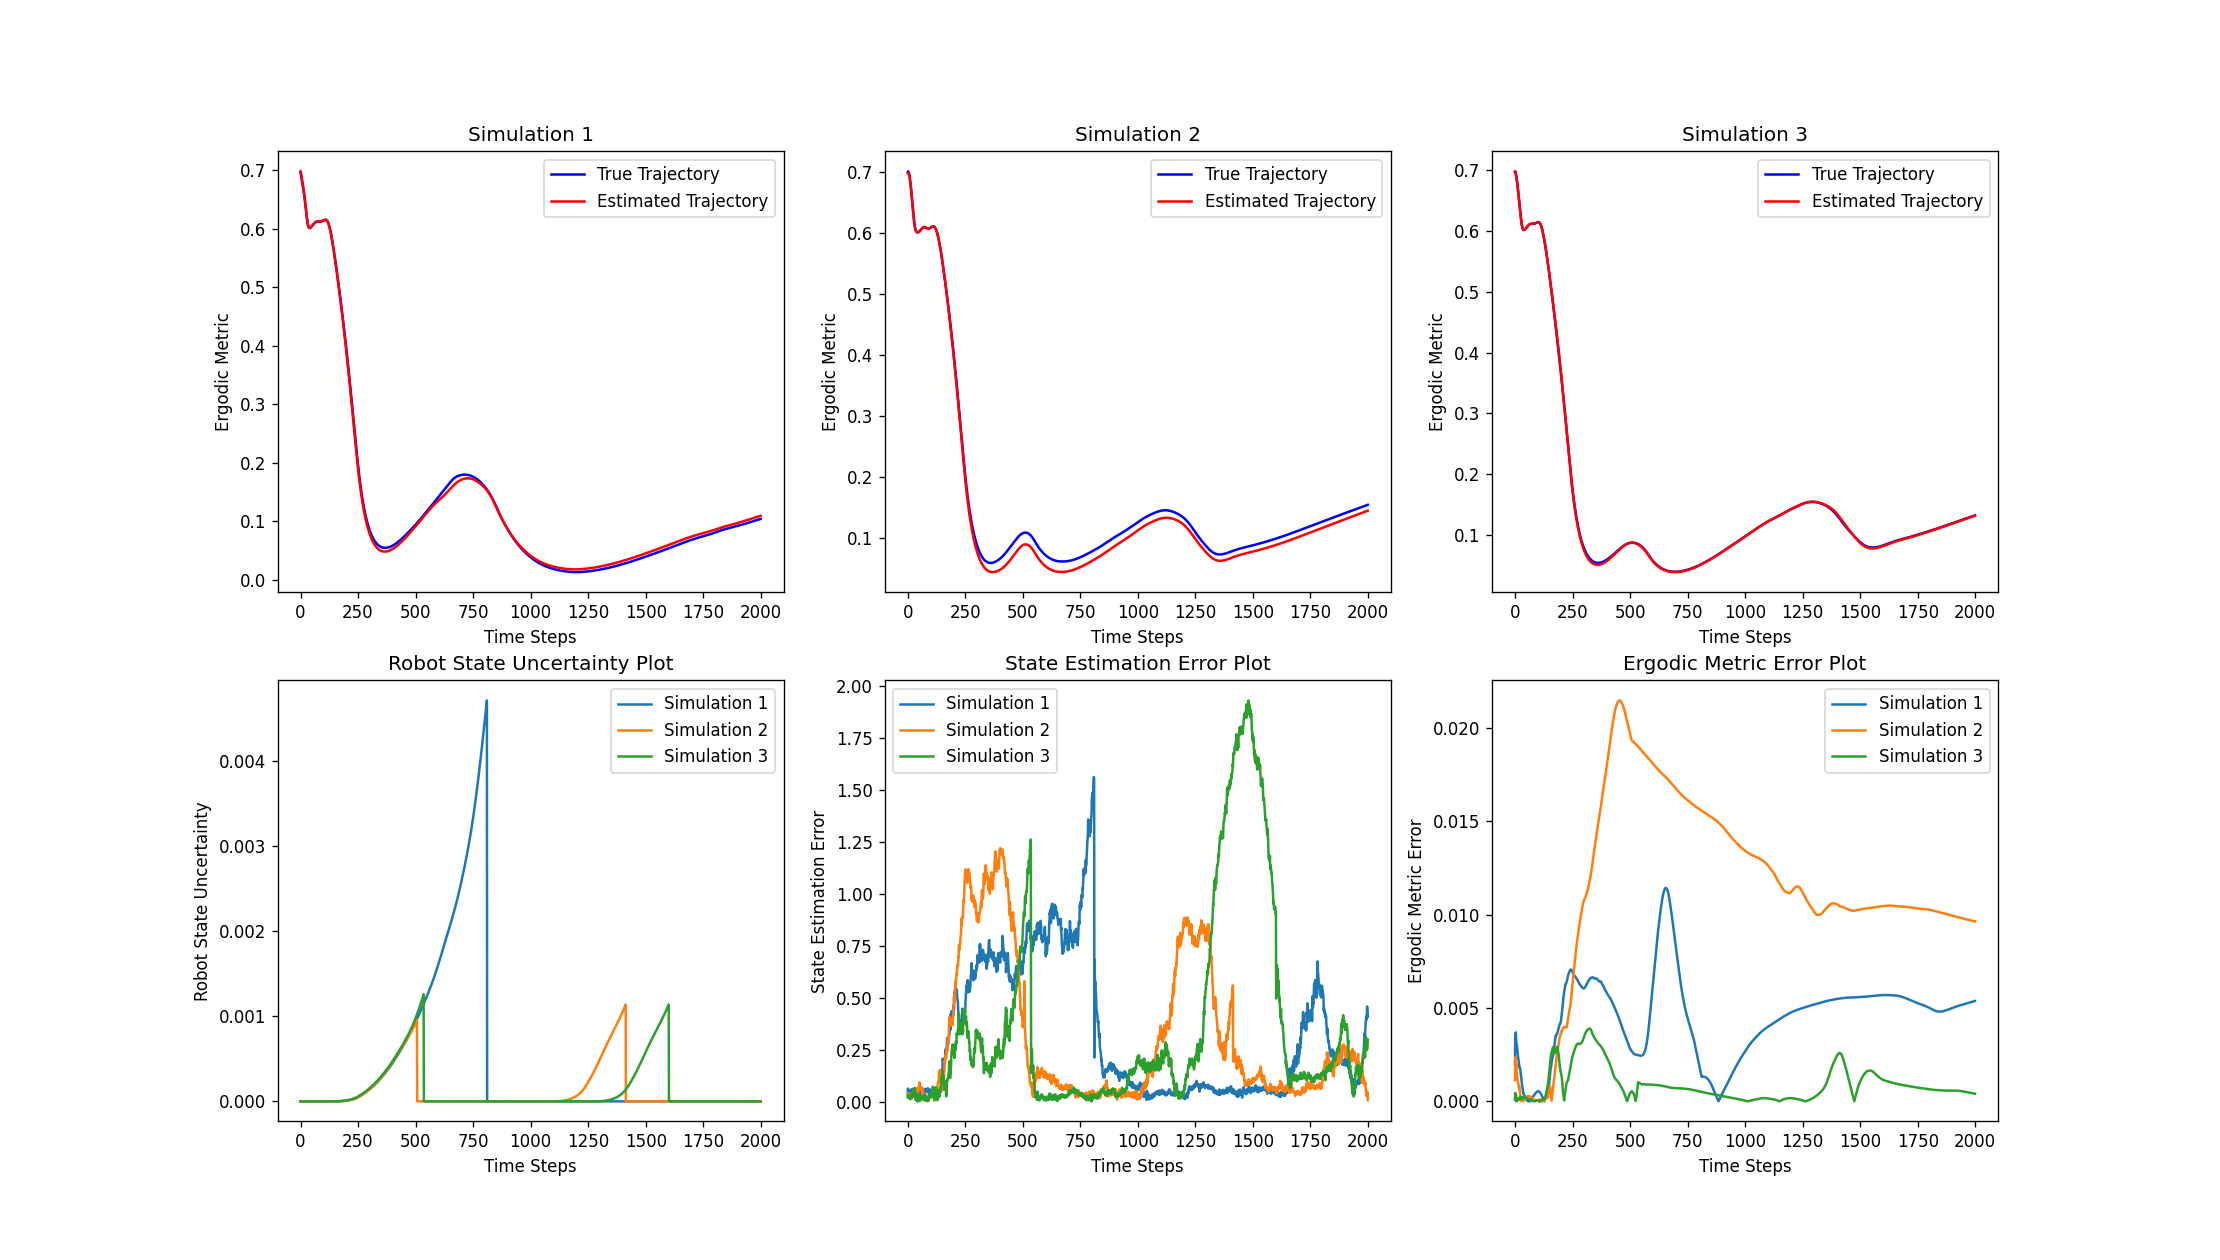 Simulation 1
True Trajectory
Estimated Trajectory
Ergodic Metric
0.7
0.6
0.5
0.4
0.3
0.2
0.1
0.0
0 250 500 750 1000 1250 1500 1750 2000
Time Steps
Simulation 2
True Trajectory
Estimated Trajectory
Ergodic Metric
0.7
0.6
0.5
0.4
0.3
0.2
0.1
0 250 500 750 1000 1250 1500 1750 2000
Time Steps
Simulation 3
True Trajectory
Estimated Trajectory
Ergodic Metric
0.7
0.6
0.5
0.4
0.3
0.2
0.1
0 250 500 750 1000 1250 1500 1750 2000
Time Steps
Robot State Uncertainty Plot
Simulation 1
Simulation 2
Simulation 3
Robot State Uncertainty
0.004
0.003
0.002
0.001
0.000
0 250 500 750 1000 1250 1500 1750 2000
Time Steps
State Estimation Error Plot
Simulation 1
Simulation 2
Simulation 3
State Estimation Error
2.00
1.75
1.50
1.25
1.00
0.75
0.50
0.25
0.00
0 250 500 750 1000 1250 1500 1750 2000
Time Steps
Ergodic Metric Error Plot
Simulation 1
Simulation 2
Simulation 3
Ergodic Metric Error
0.020
0.015
0.010
0.005
0.000
0 250 500 750 1000 1250 1500 1750 2000
Time Steps